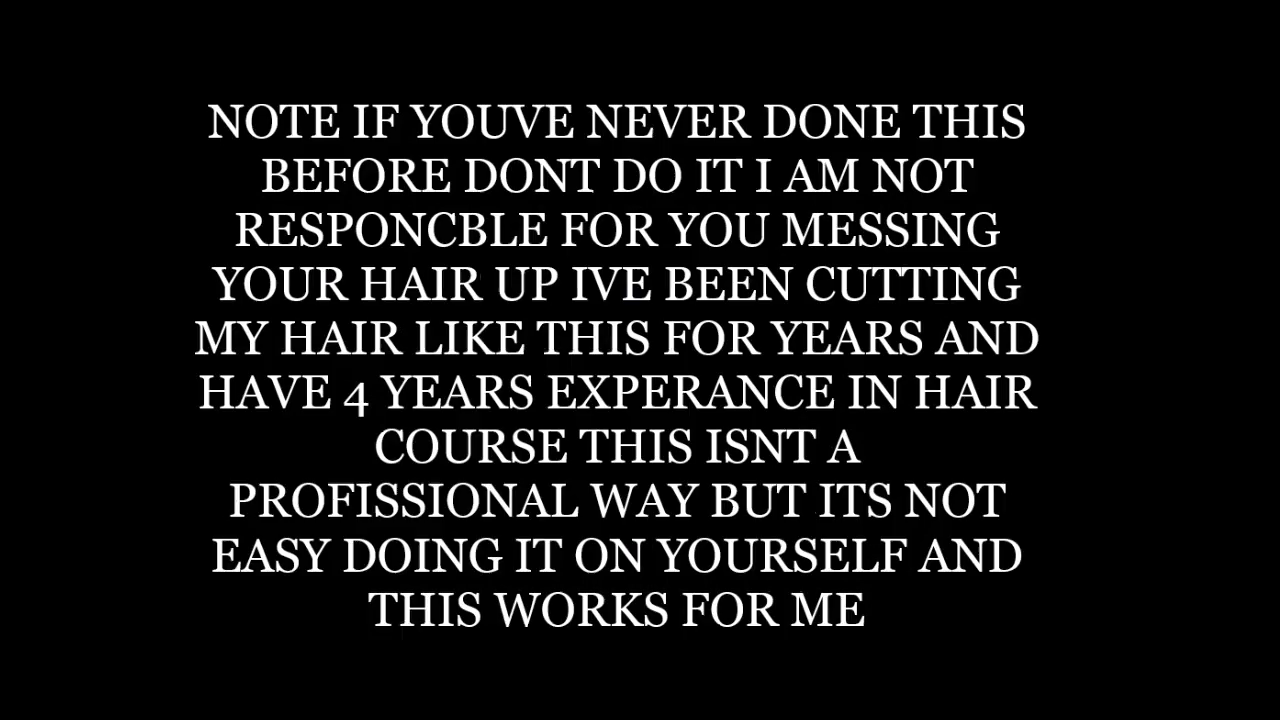 NOTE IF YOUVE NEVER DONE THIS
BEFORE DONT DO IT I AM NOT
RESPONCBLE FOR YOU MESSING
YOUR HAIR UP IVE BEEN CUTTING
MY HAIR LIKE THIS FOR YEARS AND
HAVE 4 YEARS EXPERANCE IN HAIR
COURSE THIS ISNT A
PROFISSIONAL WAY BUT ITS NOT
EASY DOING IT ON YOURSELF AND
THIS WORKS FOR ME